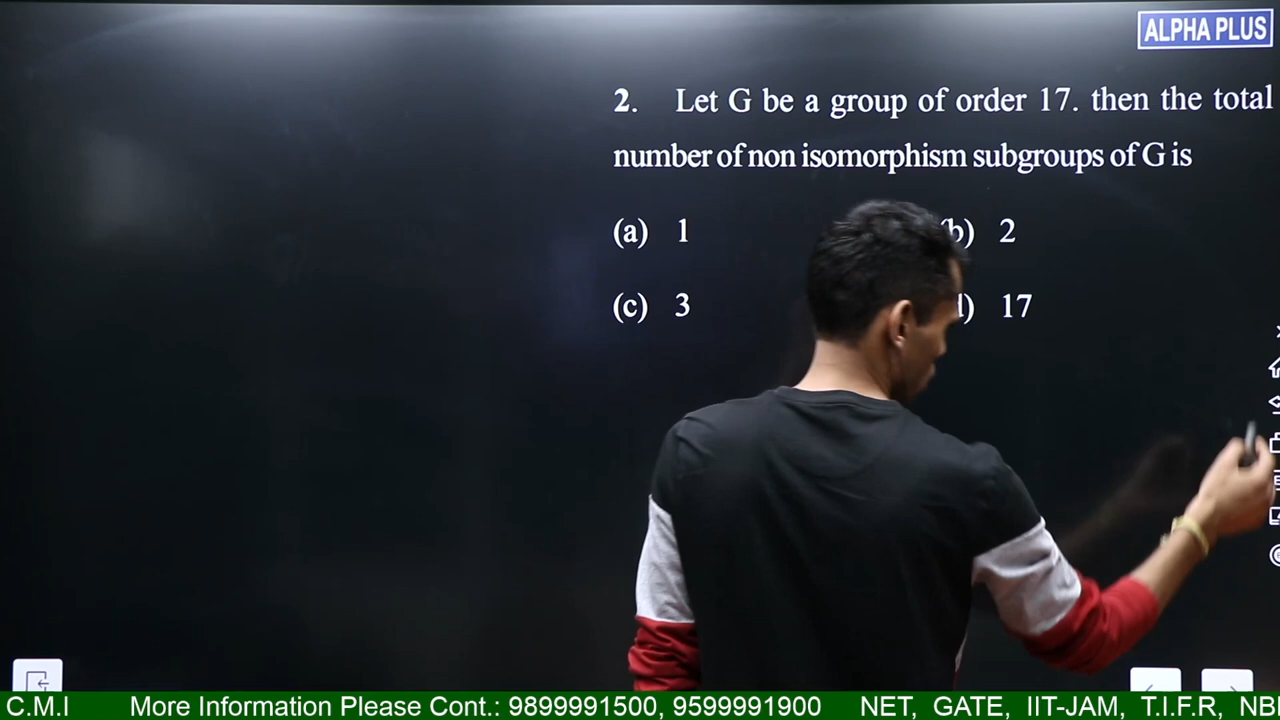 ALPHA PLUS
2. Let G be a group of order 17. then the total
number of non isomorphism subgroups of G is
(a) 1
b) 2
(c) 3
) 17
C.M.I More Information Please Cont.: 9899991500, 9599991900 NET, GATE, IIT-JAM, T.I.F.R, NB